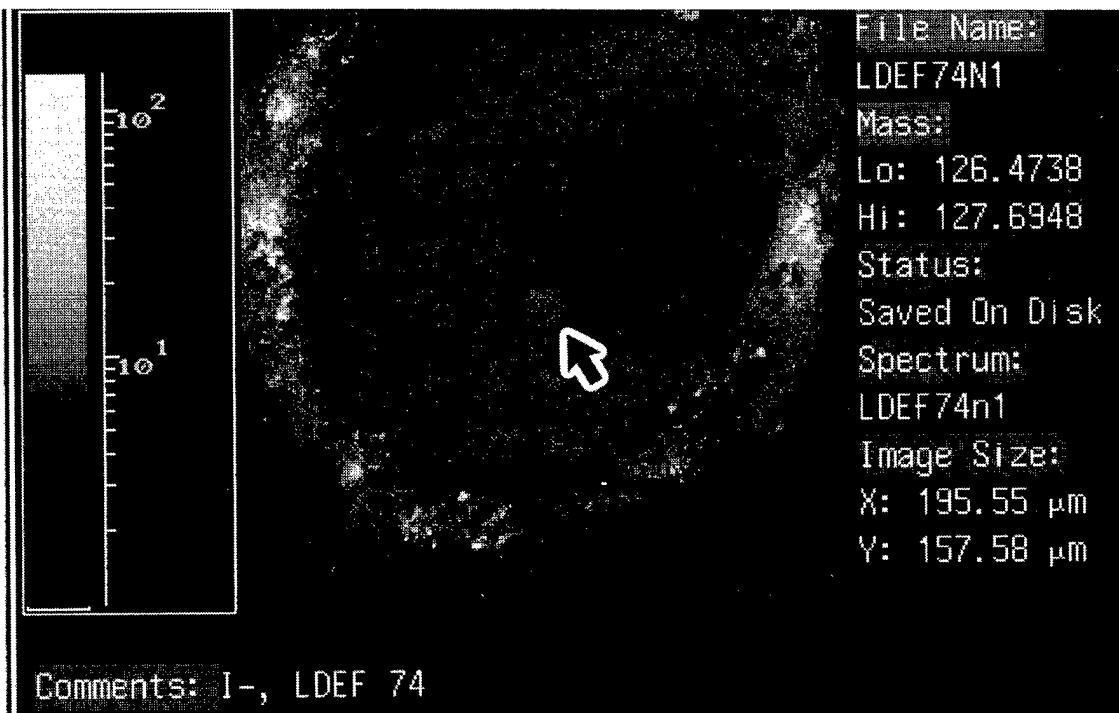 File Name:
LDEF74N1
Mass:
Lo: 126.4738
Hi: 127.6948
Status:
Saved On Disk
Spectrum:
LDEF74n1
Image Size:
X: 195.55 µm
Y: 157.58 µm
10²
10¹
Comments: I-, LDEF 74